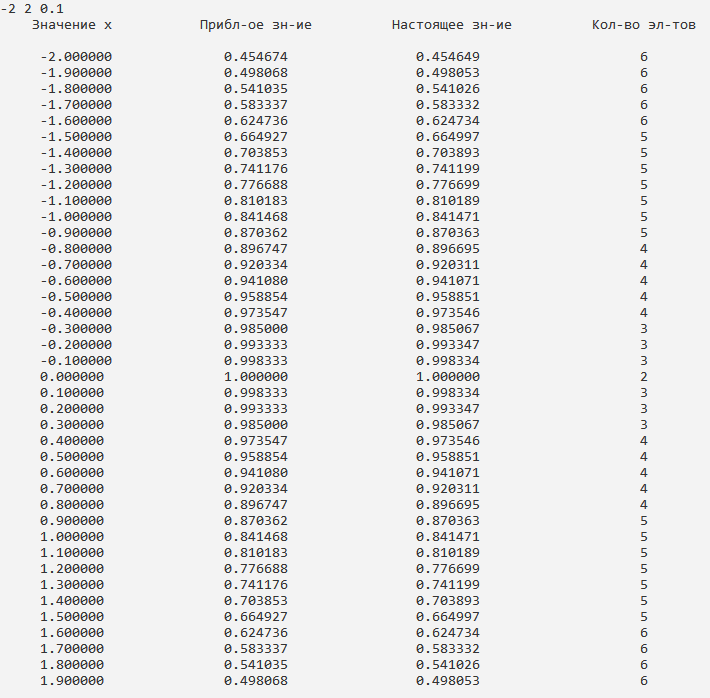 -2 2 0.1
Значение x Прибл-ое зн-ие Настоящее зн-ие Кол-во эл-тов
-2.000000 0.454674 0.454649 6
-1.900000 0.498068 0.498053 6
-1.800000 0.541035 0.541026 6
-1.700000 0.583337 0.583332 6
-1.600000 0.624736 0.624734 6
-1.500000 0.664927 0.664997 5
-1.400000 0.703853 0.703893 5
-1.300000 0.741176 0.741199 5
-1.200000 0.776688 0.776699 5
-1.100000 0.810183 0.810189 5
-1.000000 0.841468 0.841471 5
-0.900000 0.870362 0.870363 5
-0.800000 0.896747 0.896695 4
-0.700000 0.920334 0.920311 4
-0.600000 0.941080 0.941071 4
-0.500000 0.958854 0.958851 4
-0.400000 0.973547 0.973546 4
-0.300000 0.985000 0.985067 3
-0.200000 0.993333 0.993347 3
-0.100000 0.998333 0.998334 3
0.000000 1.000000 1.000000 2
0.100000 0.998333 0.998334 3
0.200000 0.993333 0.993347 3
0.300000 0.985000 0.985067 3
0.400000 0.973547 0.973546 4
0.500000 0.958854 0.958851 4
0.600000 0.941080 0.941071 4
0.700000 0.920334 0.920311 4
0.800000 0.896747 0.896695 4
0.900000 0.870362 0.870363 5
1.000000 0.841468 0.841471 5
1.100000 0.810183 0.810189 5
1.200000 0.776688 0.776699 5
1.300000 0.741176 0.741199 5
1.400000 0.703853 0.703893 5
1.500000 0.664927 0.664997 5
1.600000 0.624736 0.624734 6
1.700000 0.583337 0.583332 6
1.800000 0.541035 0.541026 6
1.900000 0.498068 0.498053 6